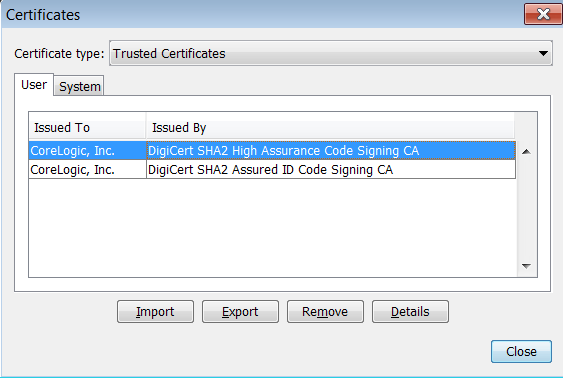 Certificates
Certificate type: Trusted Certificates
User System
Issued To Issued By
CoreLogic, Inc. DigiCert SHA2 High Assurance Code Signing CA
CoreLogic, Inc. DigiCert SHA2 Assured ID Code Signing CA
Import Export Remove Details
Close